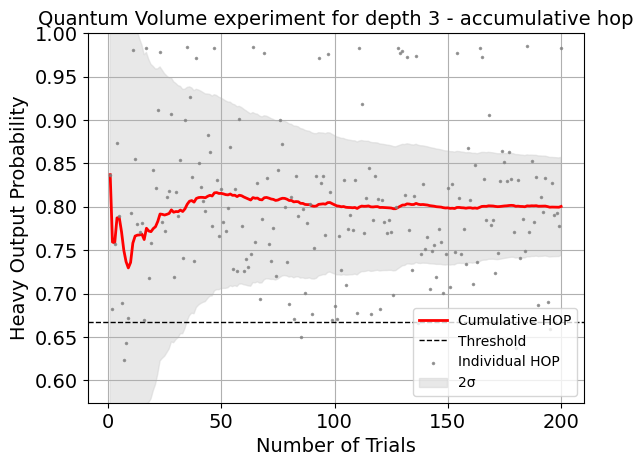 Quantum Volume experiment for depth 3 - accumulative hop
1.00
0.95
0.90
0.85
0.80
0.75
0.70
0.65
0.60
Heavy Output Probability
Cumulative HOP
Threshold
Individual HOP
2σ
0 50 100 150 200
Number of Trials